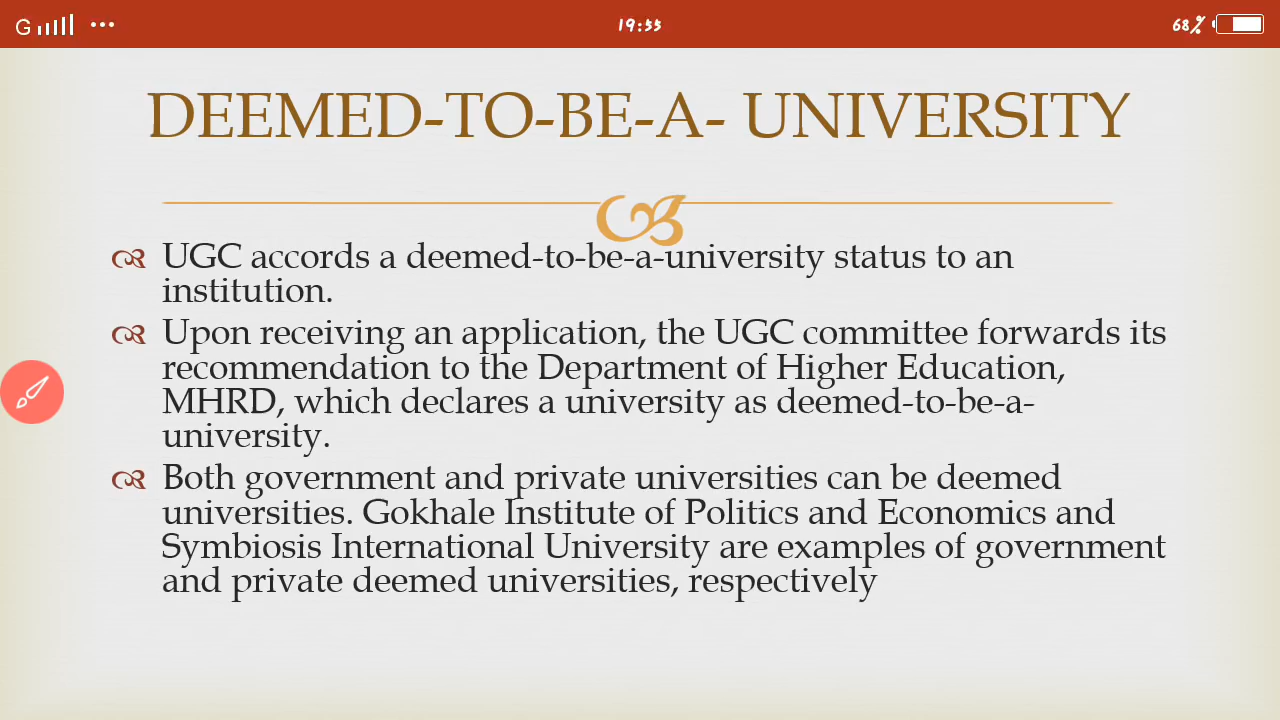 G
19:55
68%
DEEMED-TO-BE-A- UNIVERSITY
UGC accords a deemed-to-be-a-university status to an
institution.
Upon receiving an application, the UGC committee forwards its
recommendation to the Department of Higher Education,
MHRD, which declares a university as deemed-to-be-a-
university.
Both government and private universities can be deemed
universities. Gokhale Institute of Politics and Economics and
Symbiosis International University are examples of government
and private deemed universities, respectively